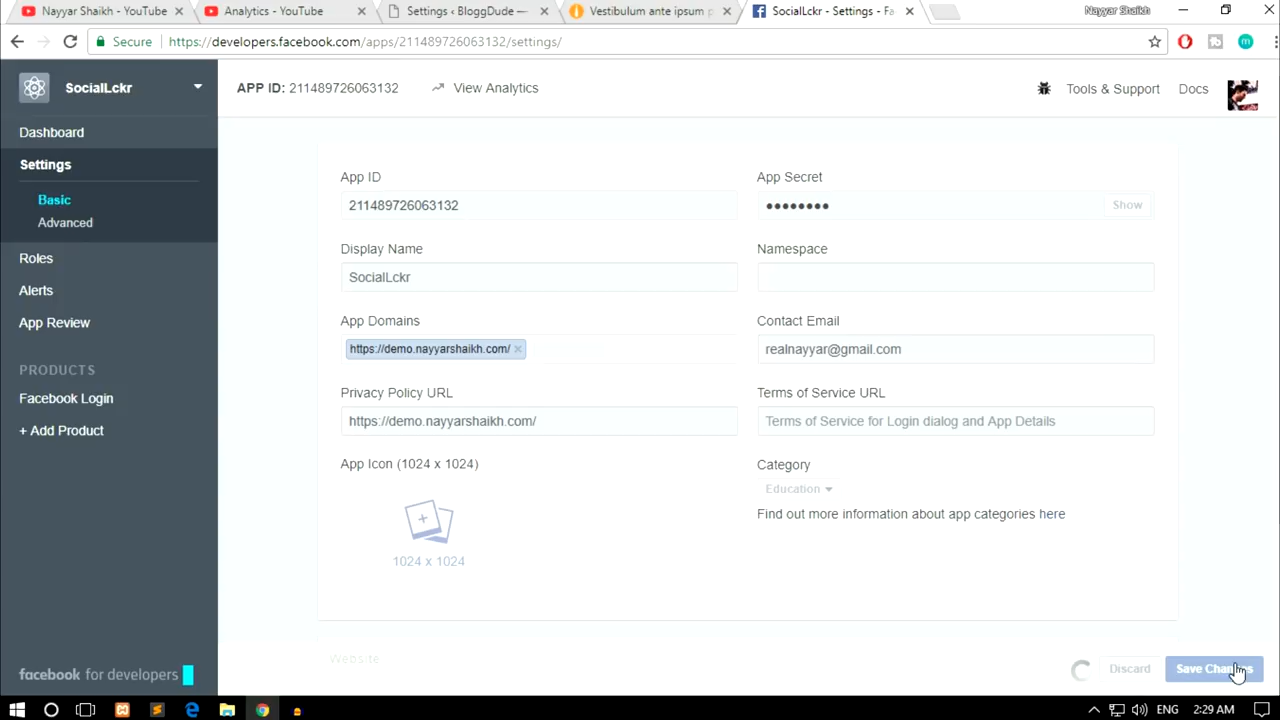 Nayyar Shaikh - YouTube
Analytics - YouTube
Settings ‹ BloggDude —
Vestibulum ante ipsum p
SocialLckr - Settings - Fa
Nayyar Shaikh
Secure
https://developers.facebook.com/apps/211489726063132/settings/
SocialLckr
APP ID: 211489726063132
View Analytics
Tools & Support
Docs
Dashboard
Settings
Basic
Advanced
Roles
Alerts
App Review
PRODUCTS
Facebook Login
+ Add Product
App ID
211489726063132
App Secret
••••••••
Show
Display Name
SocialLckr
Namespace
App Domains
https://demo.nayyarshaikh.com/ ×
Contact Email
realnayyar@gmail.com
Privacy Policy URL
https://demo.nayyarshaikh.com/
Terms of Service URL
Terms of Service for Login dialog and App Details
App Icon (1024 x 1024)
1024 x 1024
Category
Education
Find out more information about app categories here
Website
Discard
Save Changes
facebook for developers
ENG
2:29 AM